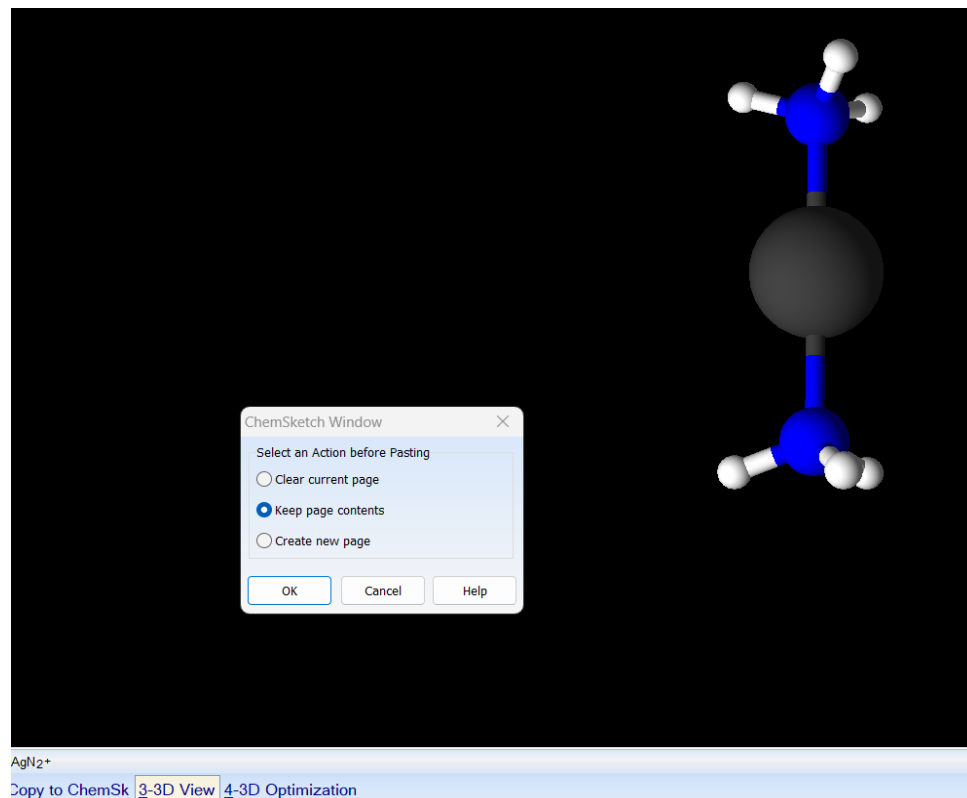 ChemSketch Window
Select an Action before Pasting
Clear current page
Keep page contents
Create new page
OK Cancel Help
AgN2+
Copy to ChemSk 3-3D View 4-3D Optimization